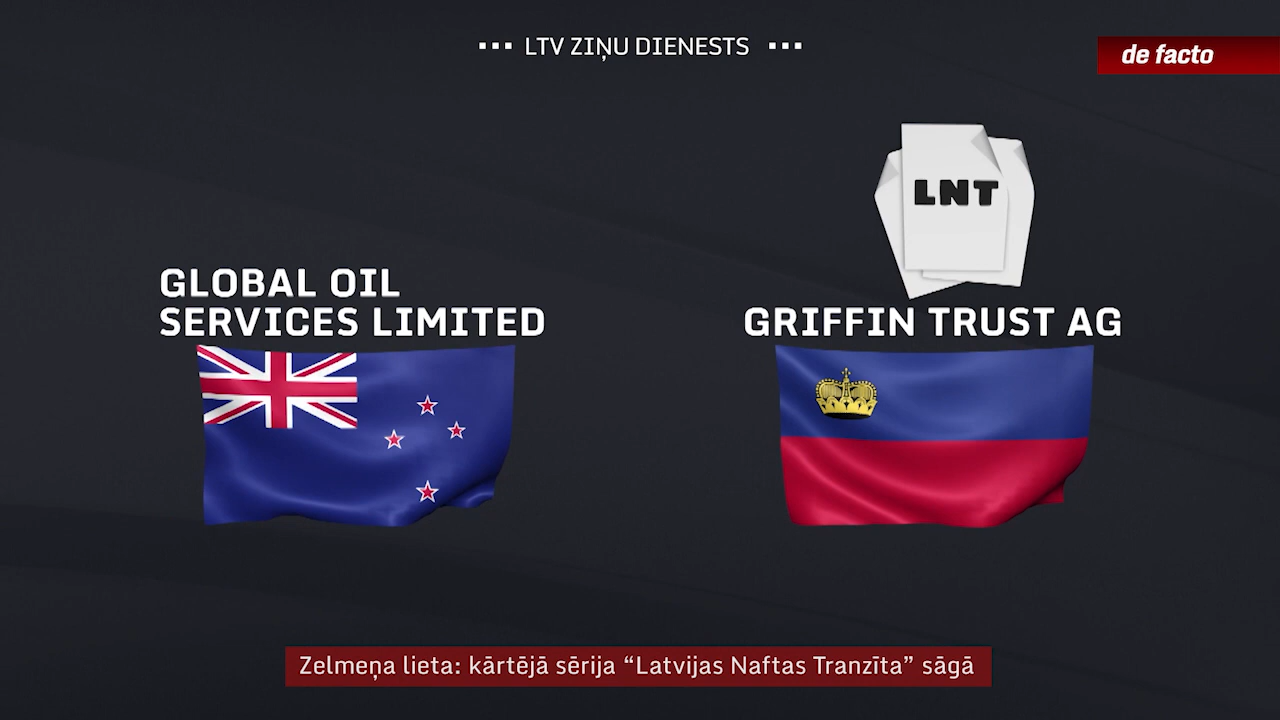 LTV ZIŅU DIENESTS
de facto
LNT
GLOBAL OIL
SERVICES LIMITED
GRIFFIN TRUST AG
Zelmeņa lieta: kārtējā sērija “Latvijas Naftas Tranzīta” sāgā